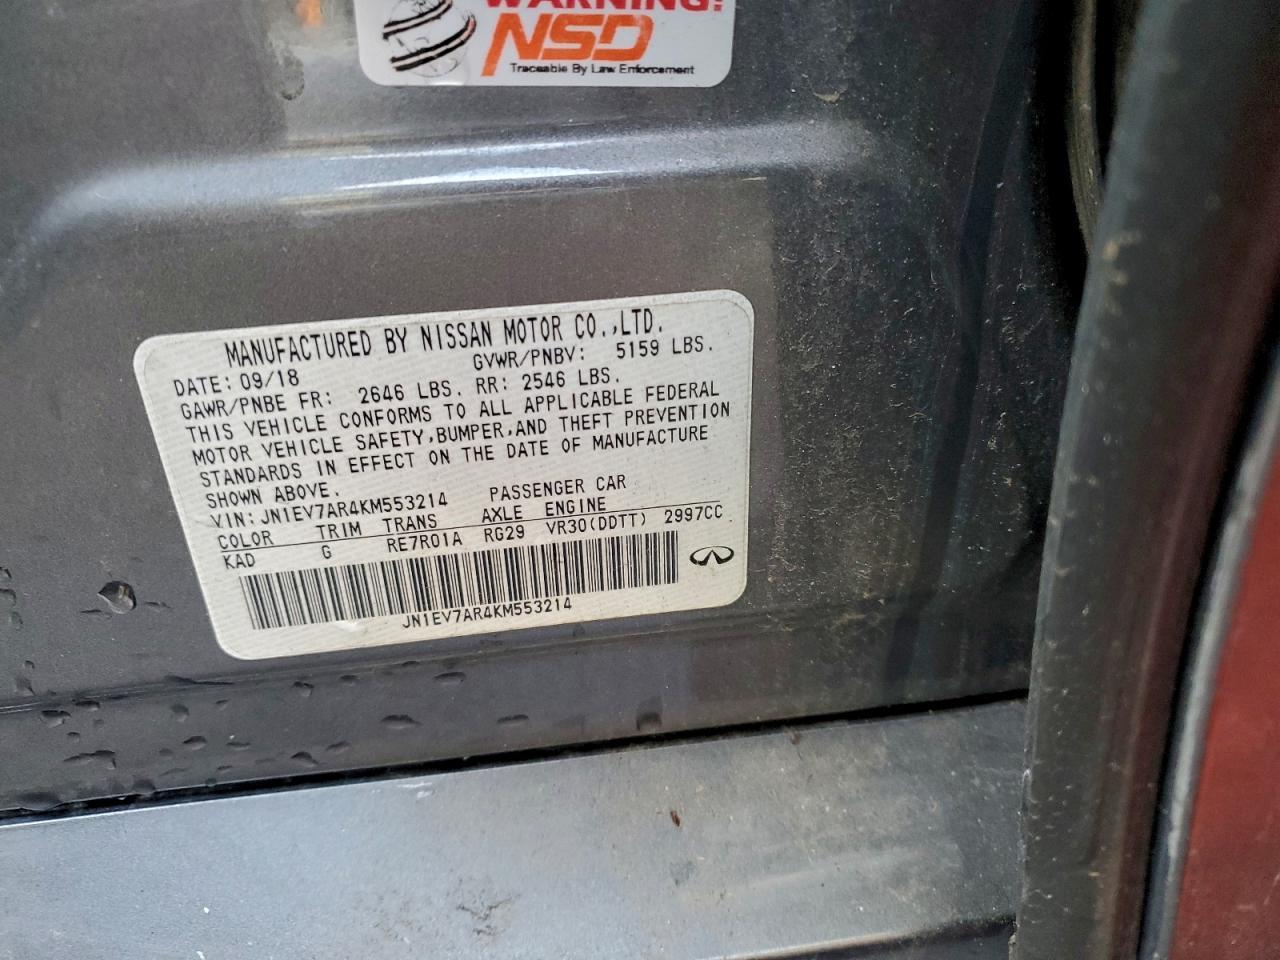 WARNING!
NSD
Traceable By Law Enforcement
MANUFACTURED BY NISSAN MOTOR CO.,LTD.
DATE: 09/18 GVWR/PNBV: 5159 LBS.
GAWR/PNBE FR: 2646 LBS. RR: 2546 LBS.
THIS VEHICLE CONFORMS TO ALL APPLICABLE FEDERAL
MOTOR VEHICLE SAFETY,BUMPER,AND THEFT PREVENTION
STANDARDS IN EFFECT ON THE DATE OF MANUFACTURE
SHOWN ABOVE.
VIN: JN1EV7AR4KM553214 PASSENGER CAR
COLOR TRIM TRANS AXLE ENGINE
KAD G RE7R01A RG29 VR30(DDTT) 2997CC
JN1EV7AR4KM553214